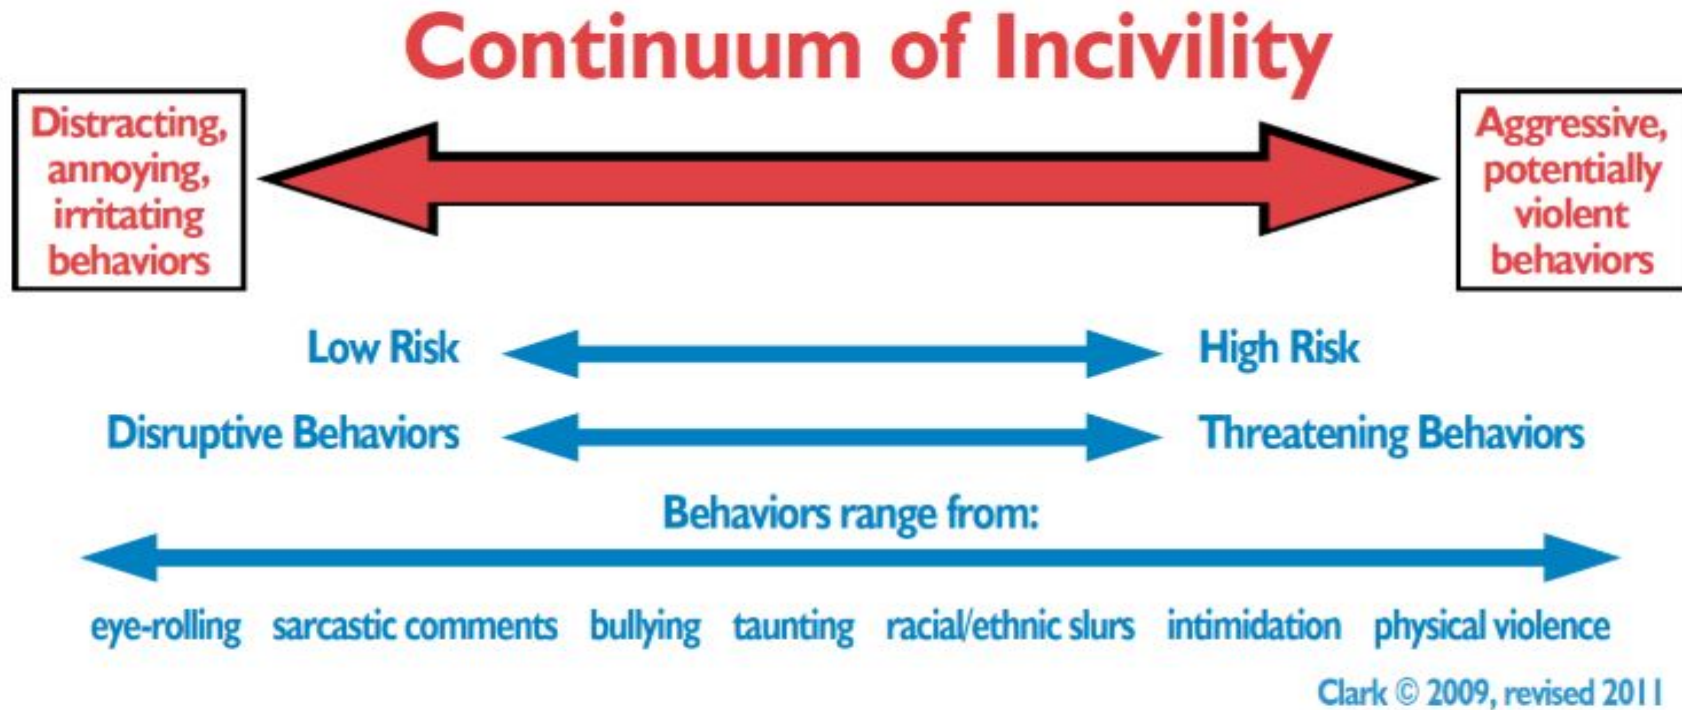 Continuum of Incivility
Distracting,
annoying,
irritating
behaviors
Aggressive,
potentially
violent
behaviors
Low Risk High Risk
Disruptive Behaviors Threatening Behaviors
Behaviors range from:
eye-rolling sarcastic comments bullying taunting racial/ethnic slurs intimidation physical violence
Clark © 2009, revised 2011